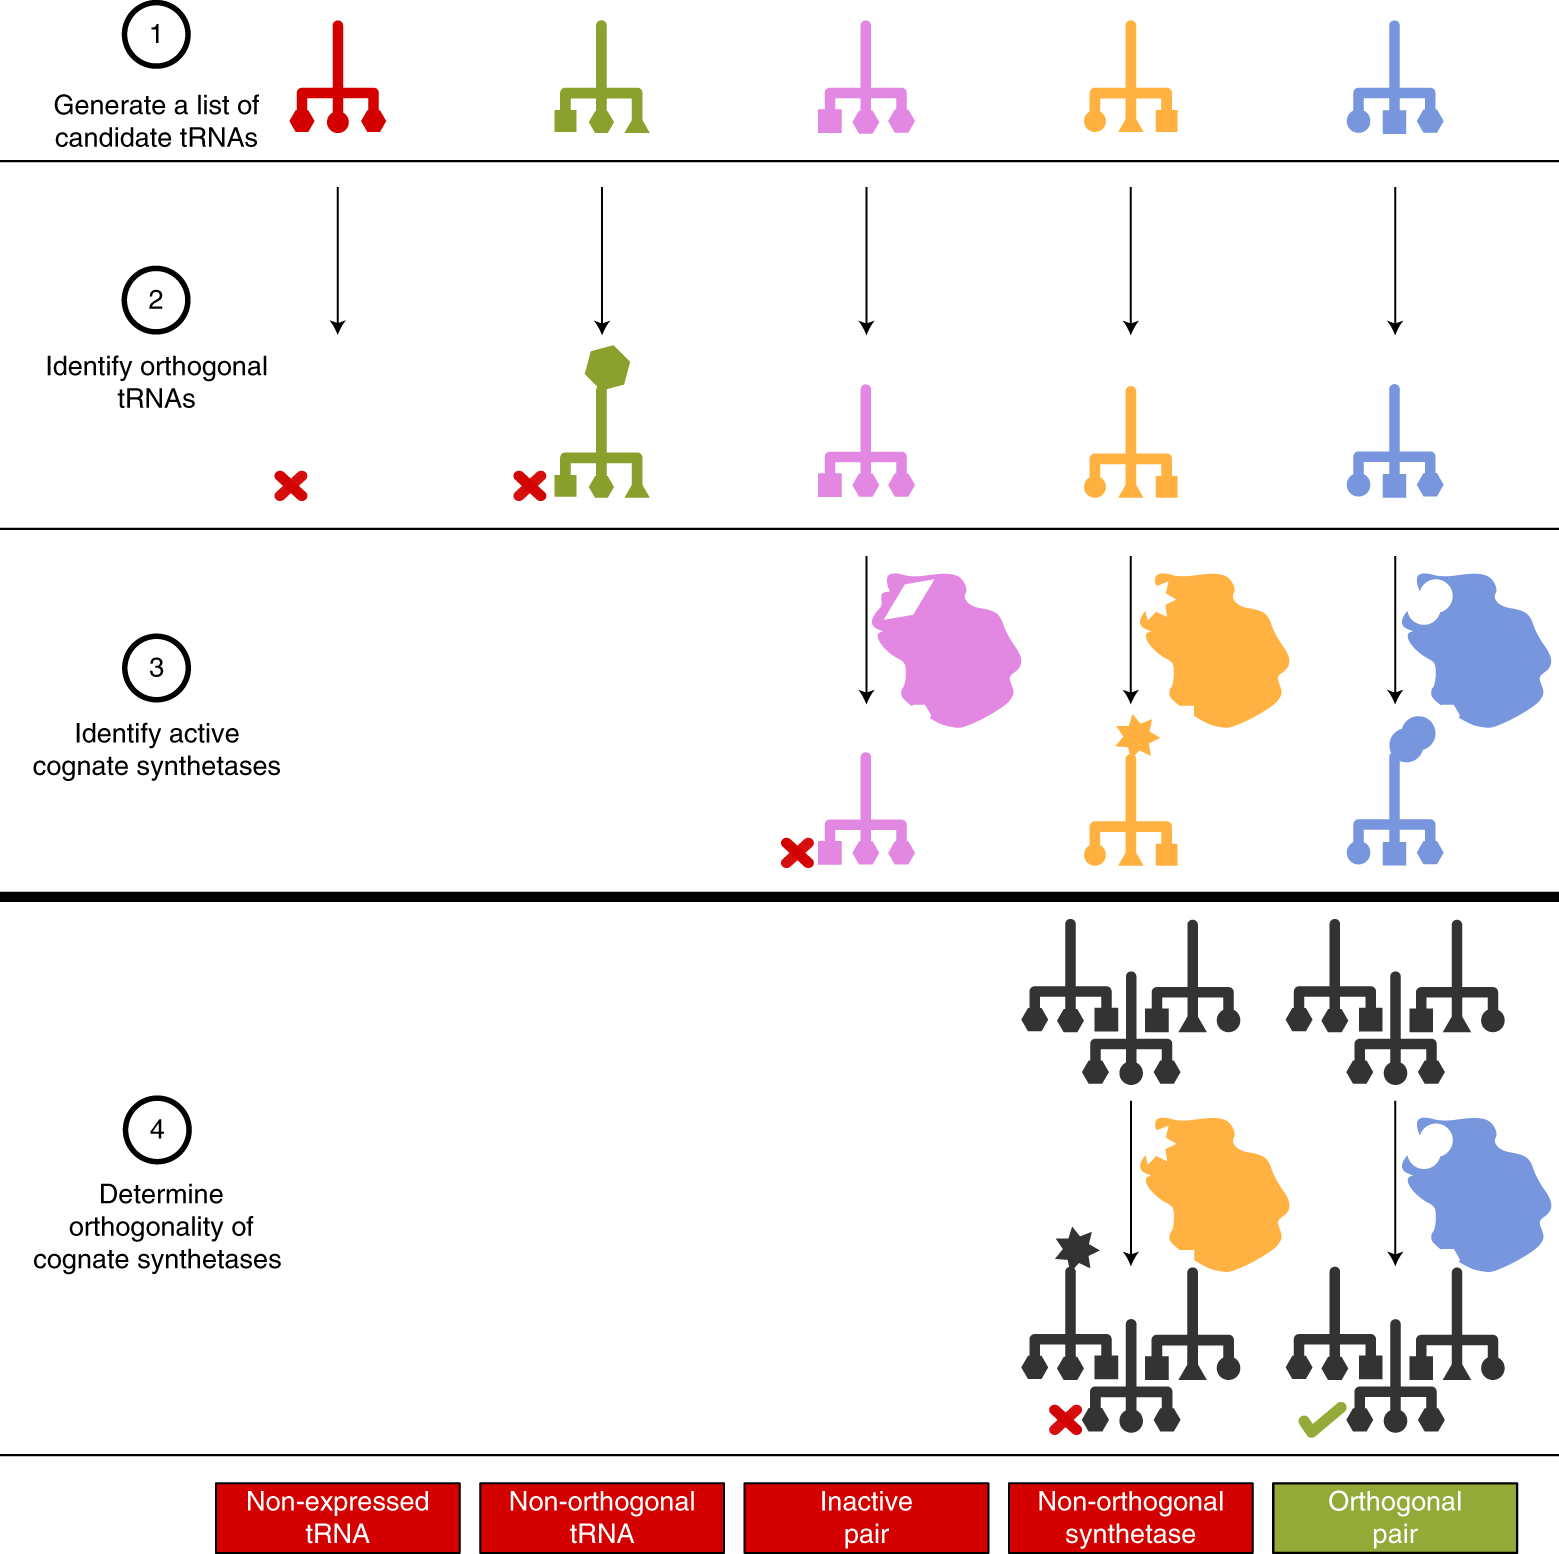 1
Generate a list of
candidate tRNAs
2
Identify orthogonal
tRNAs
3
Identify active
cognate synthetases
4
Determine
orthogonality of
cognate synthetases
Non-expressed
tRNA
Non-orthogonal
tRNA
Inactive
pair
Non-orthogonal
synthetase
Orthogonal
pair